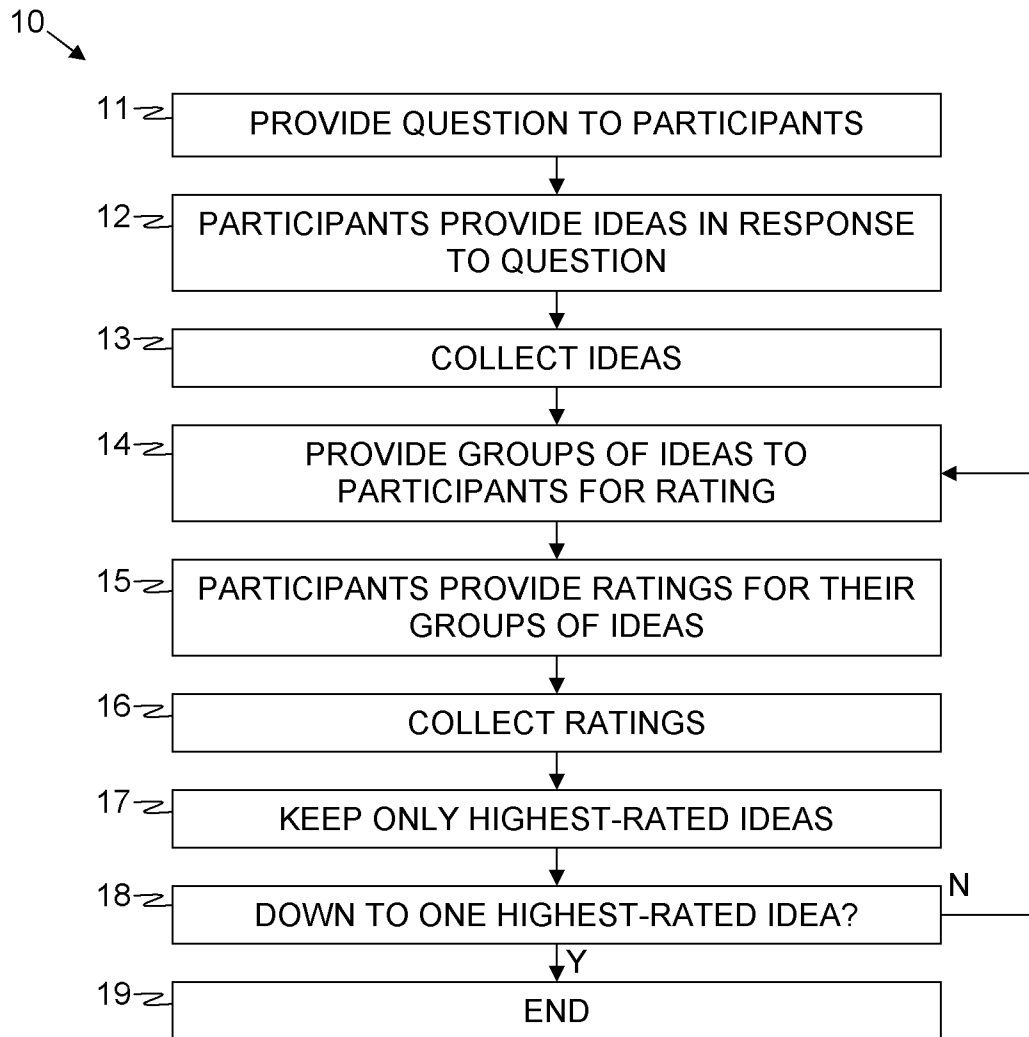 10
11
PROVIDE QUESTION TO PARTICIPANTS
12
PARTICIPANTS PROVIDE IDEAS IN RESPONSE
TO QUESTION
13
COLLECT IDEAS
14
PROVIDE GROUPS OF IDEAS TO
PARTICIPANTS FOR RATING
15
PARTICIPANTS PROVIDE RATINGS FOR THEIR
GROUPS OF IDEAS
16
COLLECT RATINGS
17
KEEP ONLY HIGHEST-RATED IDEAS
18
DOWN TO ONE HIGHEST-RATED IDEA?
N
Y
19
END